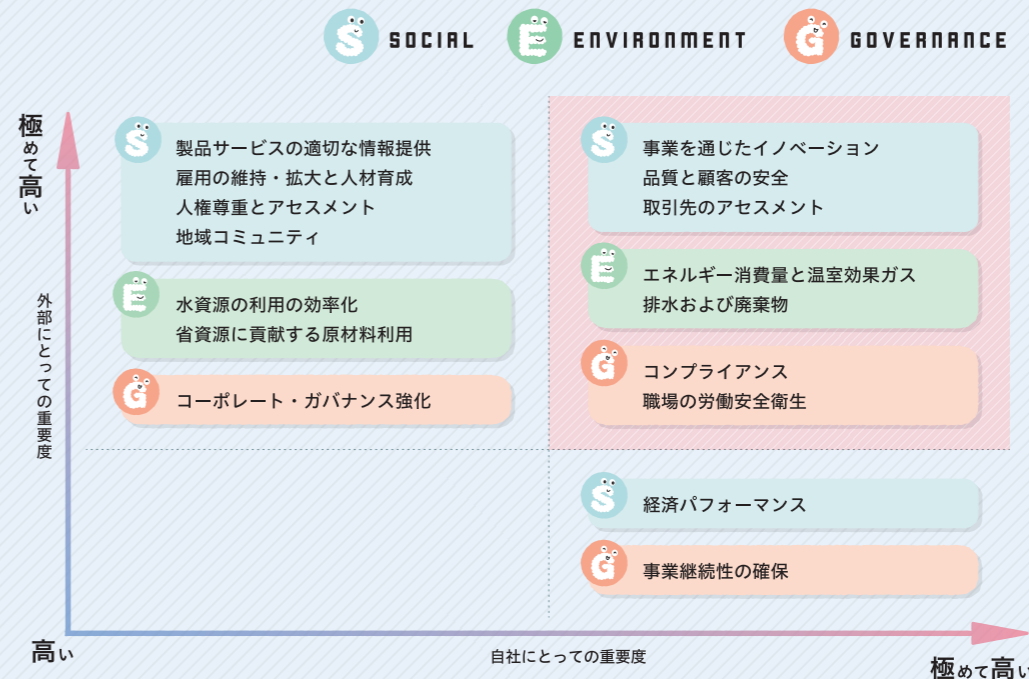 S SOCIAL
E ENVIRONMENT
G GOVERNANCE
極めて高い
外部にとっての重要度
S
製品サービスの適切な情報提供
雇用の維持・拡大と人材育成
人権尊重とアセスメント
地域コミュニティ
E
水資源の利用の効率化
省資源に貢献する原材料利用
G
コーポレート・ガバナンス強化
S
事業を通じたイノベーション
品質と顧客の安全
取引先のアセスメント
E
エネルギー消費量と温室効果ガス
排水および廃棄物
G
コンプライアンス
職場の労働安全衛生
S
経済パフォーマンス
G
事業継続性の確保
高い
自社にとっての重要度
極めて高い